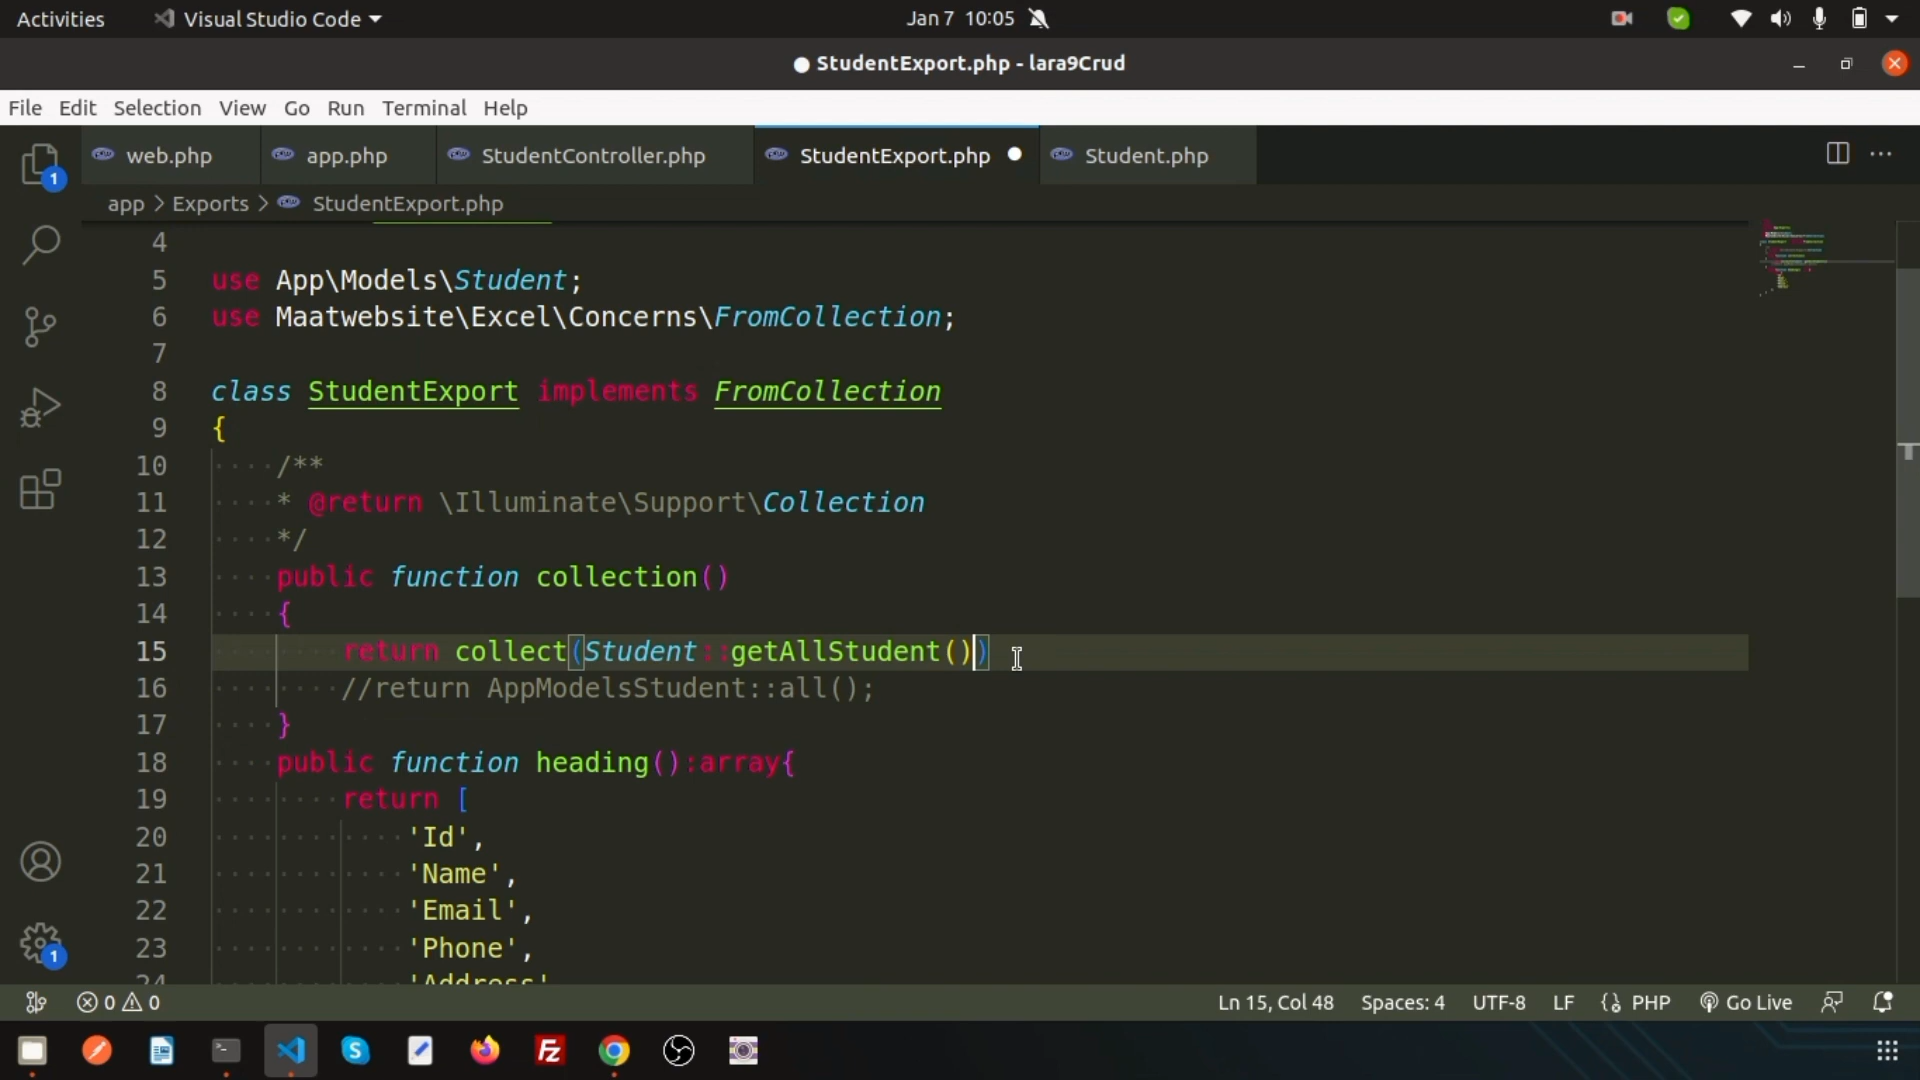 Activities Visual Studio Code Jan 7 10:05
StudentExport.php - lara9Crud
File Edit Selection View Go Run Terminal Help
1 web.php app.php StudentController.php StudentExport.php Student.php
app > Exports > StudentExport.php
4
5 use App\Models\Student;
6 use Maatwebsite\Excel\Concerns\FromCollection;
7
8 class StudentExport implements FromCollection
9 {
10 /**
11 * @return \Illuminate\Support\Collection
12 */
13 public function collection()
14 {
15 return collect(Student::getAllStudent())
16 //return AppModelsStudent::all();
17 }
18 public function heading():array{
19 return [
20 'Id',
21 'Name',
22 'Email',
23 'Phone',
24 'Address'
1
0 0 Ln 15, Col 48 Spaces: 4 UTF-8 LF PHP Go Live